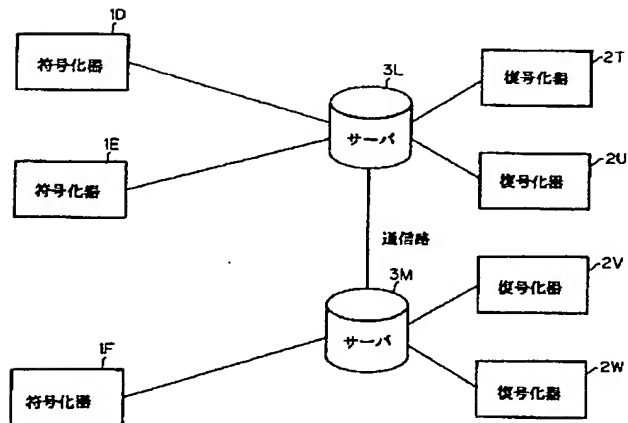 1D
符号化器
3L
サーバ
2T
復号化器
1E
符号化器
2U
復号化器
通信路
3M
サーバ
2V
復号化器
1F
符号化器
2W
復号化器